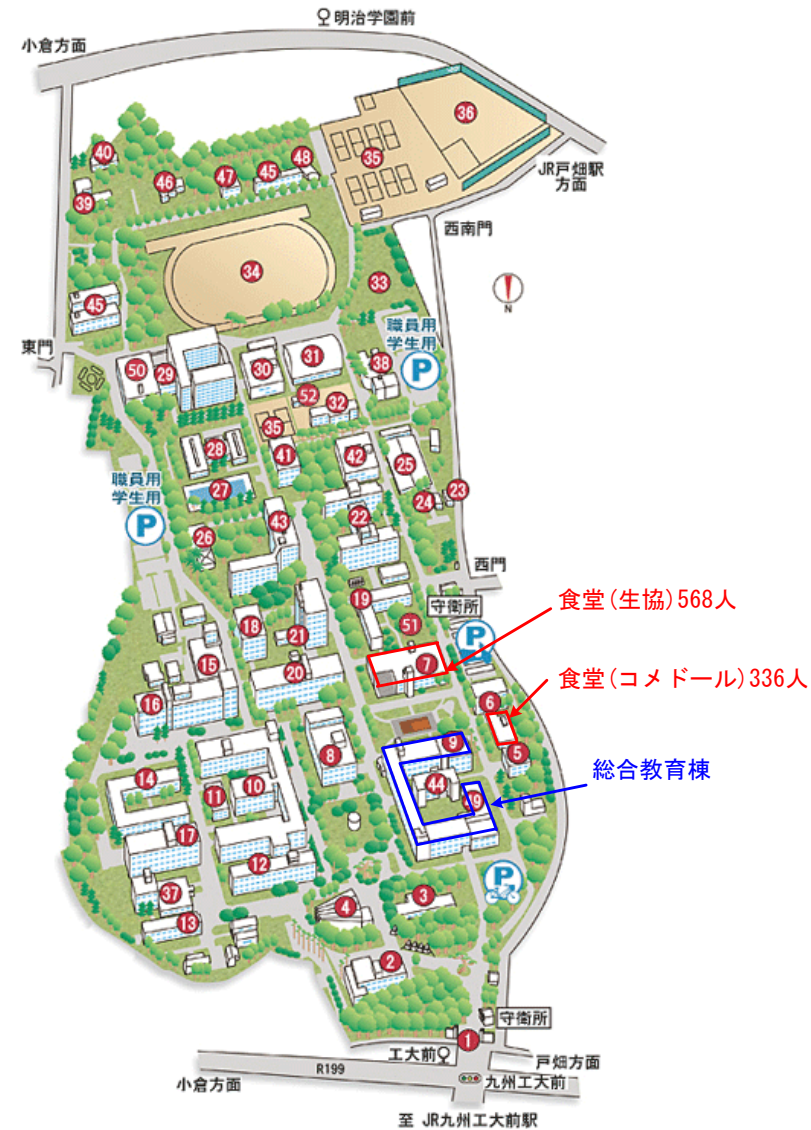 明治学園前
小倉方面
36
35
JR戸畑駅
方面
40
48
46
47
45
39
西南門
34
33
N
45
職員用
学生用
P
東門
50
29
30
31
38
52
32
35
28
41
42
25
職員用
学生用
P
27
24
23
43
22
26
西門
19
守衛所
食堂(生協)568人
18
51
P
21
15
20
7
食堂(コメドール)336人
16
6
9
8
5
総合教育棟
14
44
11
10
49
17
12
P
37
4
3
13
2
守衛所
1
工大前
戸畑方面
R199
小倉方面
九州工大前
至 JR九州工大前駅